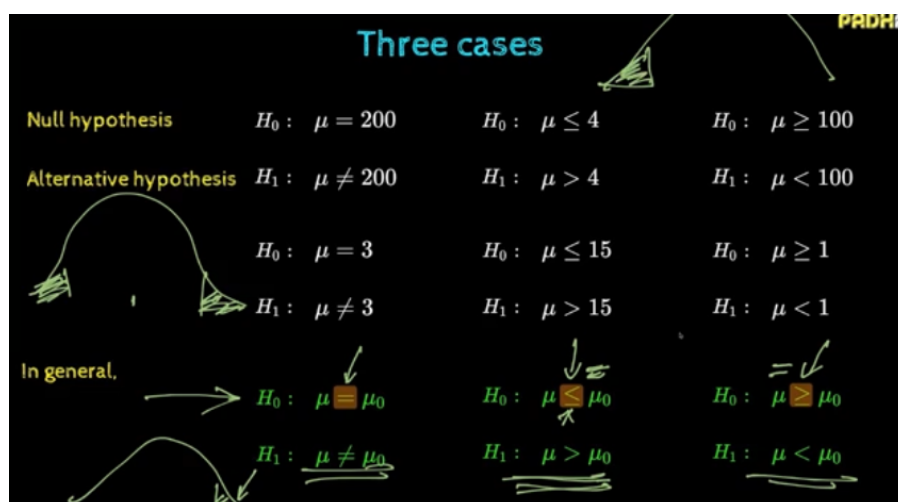 PADH
Three cases
Null hypothesis H₀ : μ = 200 H₀ : μ ≤ 4 H₀ : μ ≥ 100
Alternative hypothesis H₁ : μ ≠ 200 H₁ : μ > 4 H₁ : μ < 100
H₀ : μ = 3 H₀ : μ ≤ 15 H₀ : μ ≥ 1
H₁ : μ ≠ 3 H₁ : μ > 15 H₁ : μ < 1
= =
In general,
H₀ : μ = μ₀ H₀ : μ ≤ μ₀ H₀ : μ ≥ μ₀
H₁ : μ ≠ μ₀ H₁ : μ > μ₀ H₁ : μ < μ₀